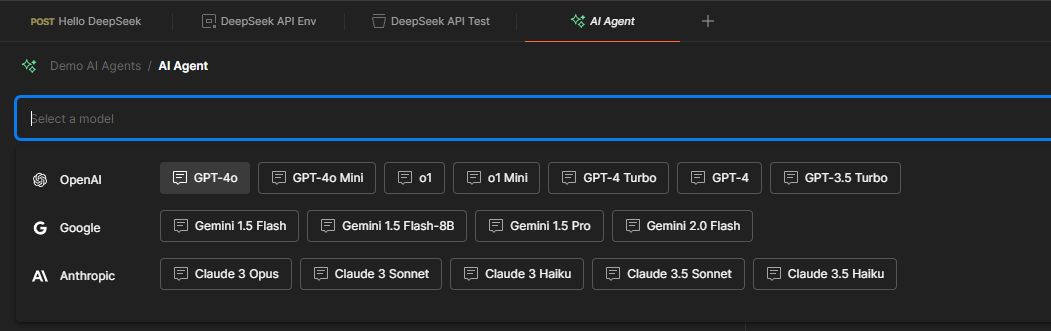 POST Hello DeepSeek DeepSeek API Env DeepSeek API Test AI Agent
Demo AI Agents / AI Agent
Select a model
OpenAI GPT-4o GPT-4o Mini o1 o1 Mini GPT-4 Turbo GPT-4 GPT-3.5 Turbo
Google Gemini 1.5 Flash Gemini 1.5 Flash-8B Gemini 1.5 Pro Gemini 2.0 Flash
Anthropic Claude 3 Opus Claude 3 Sonnet Claude 3 Haiku Claude 3.5 Sonnet Claude 3.5 Haiku